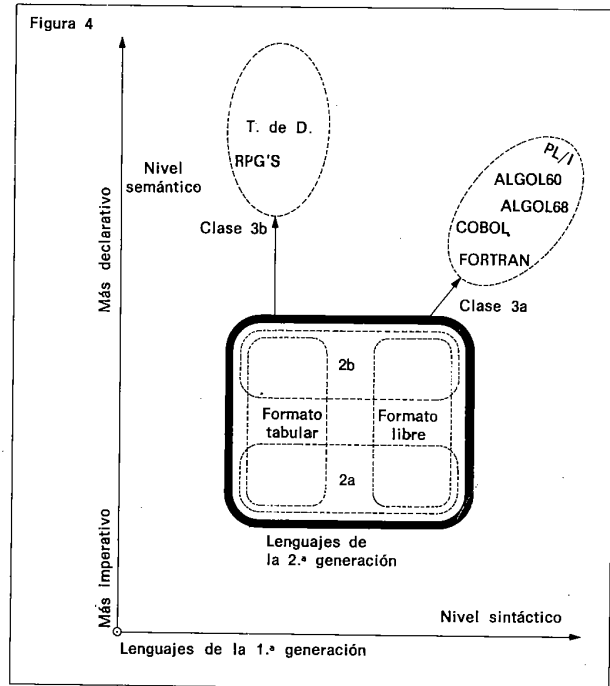 Figura 4
T. de D.
RPG'S
Nivel
semántico
Clase 3b
PL/I
ALGOL60
ALGOL68
COBOL
FORTRAN
Clase 3a
Más declarativo
2b
Formato
tabular
Formato
libre
2a
Lenguajes de
la 2.ª generación
Más imperativo
Nivel sintáctico
Lenguajes de la 1.ª generación